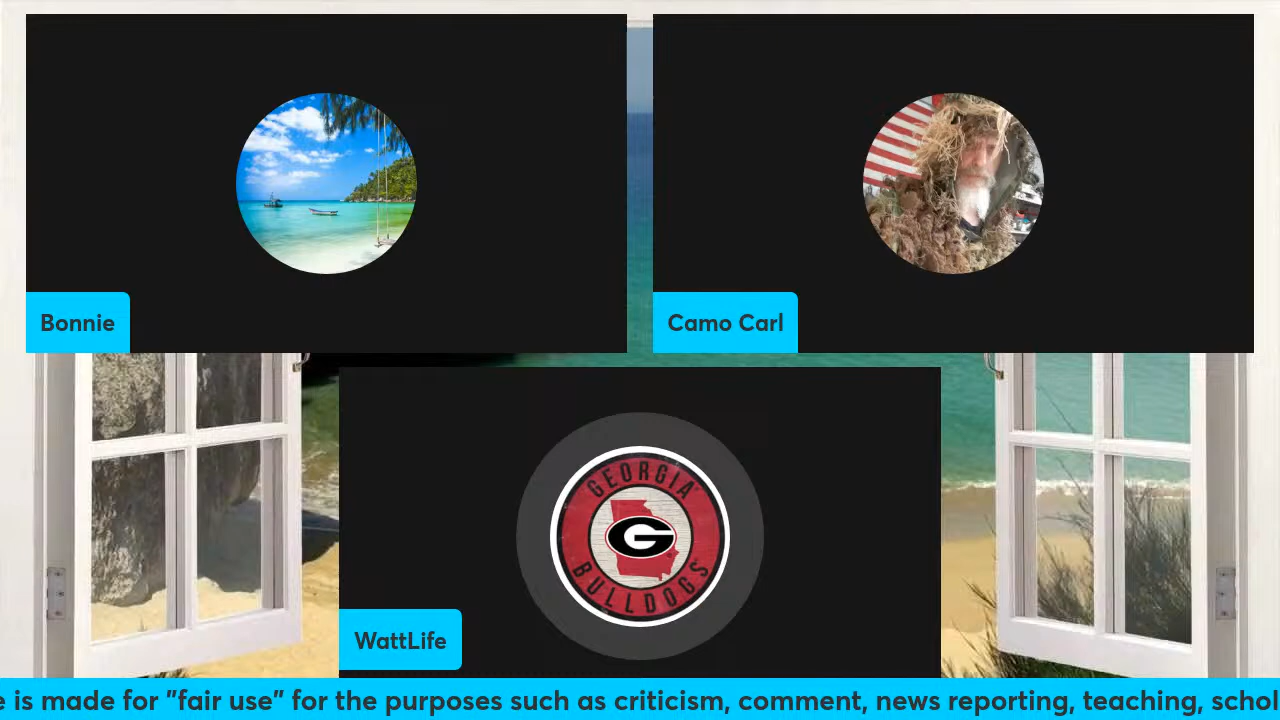 Bonnie
Camo Carl
GEORGIA
G
BULLDOGS
WattLife
e is made for "fair use" for the purposes such as criticism, comment, news reporting, teaching, schol